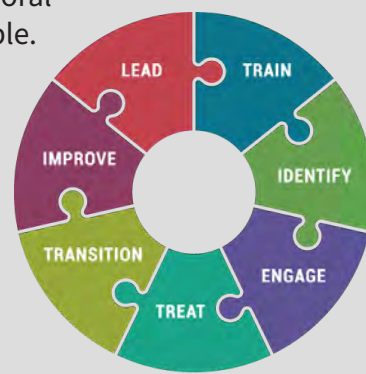 LEAD
TRAIN
IDENTIFY
ENGAGE
TREAT
TRANSITION
IMPROVE